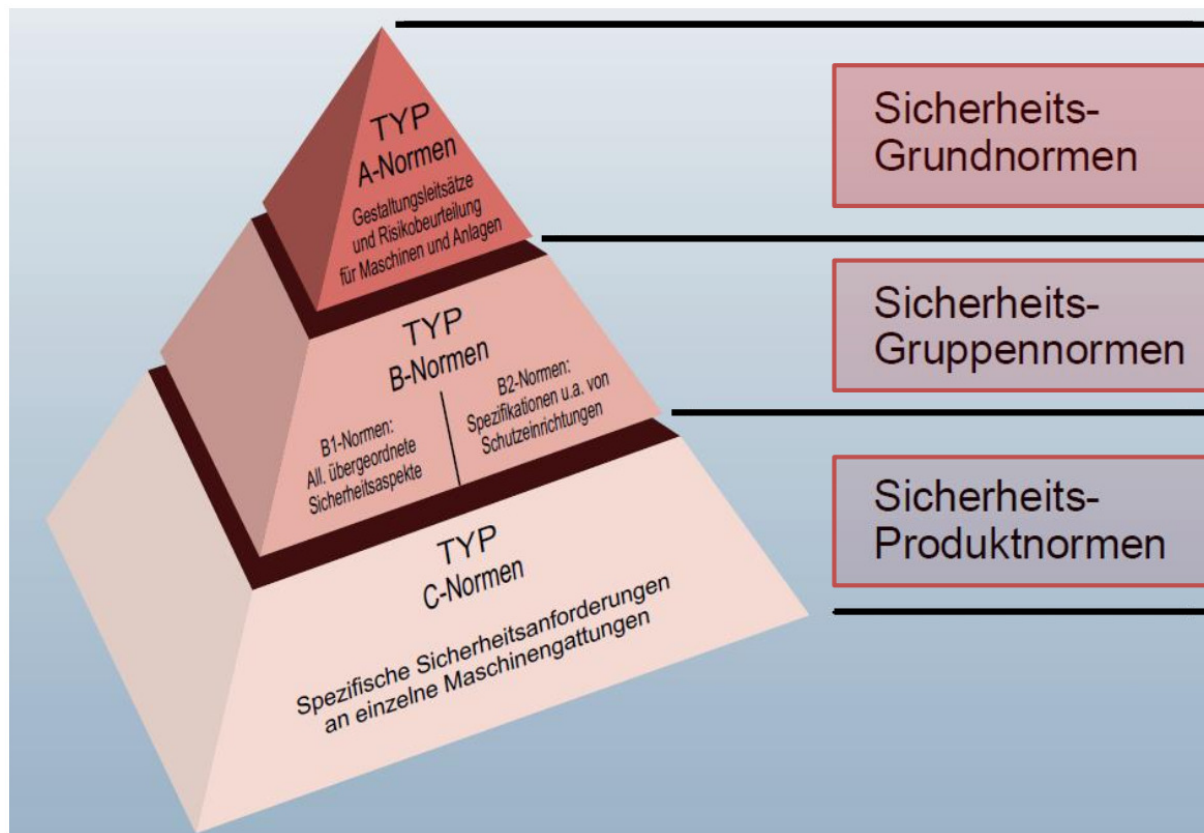 TYP
A-Normen
Gestaltungsleitsätze
und Risikobeurteilung
für Maschinen und Anlagen
Sicherheits-
Grundnormen
TYP
B-Normen
B1-Normen:
All. übergeordnete
Sicherheitsaspekte
B2-Normen:
Spezifikationen u.a. von
Schutzeinrichtungen
Sicherheits-
Gruppennormen
TYP
C-Normen
Spezifische Sicherheitsanforderungen
an einzelne Maschinengattungen
Sicherheits-
Produktnormen